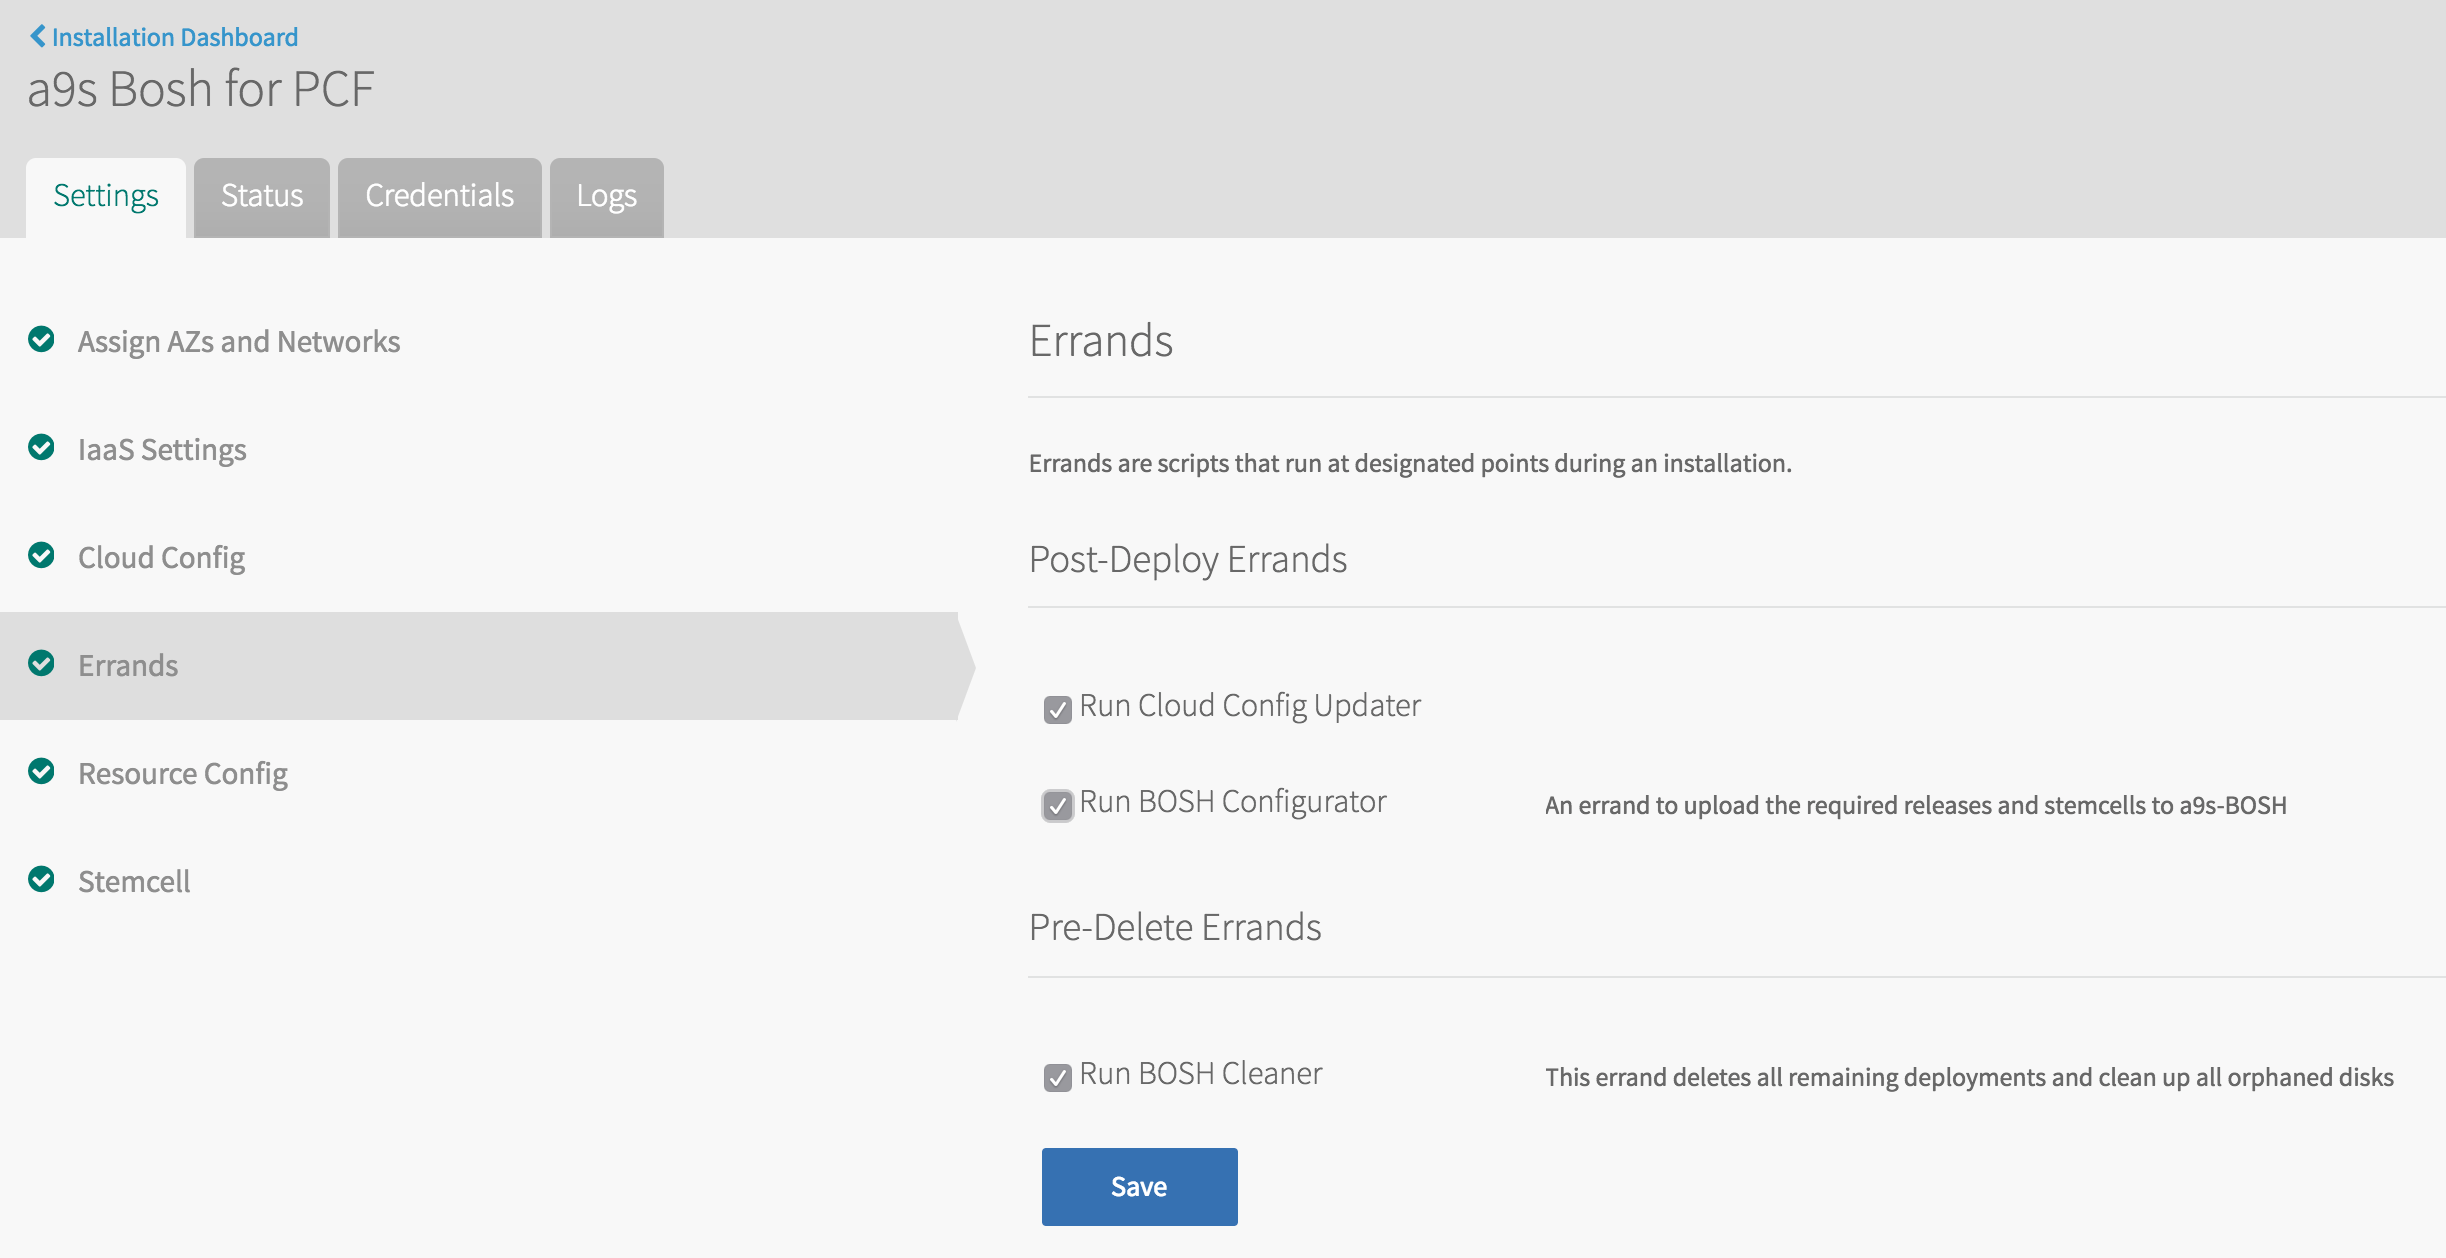 Installation Dashboard
a9s Bosh for PCF
Settings
Status
Credentials
Logs
Assign AZs and Networks
IaaS Settings
Cloud Config
Errands
Resource Config
Stemcell
Errands
Errands are scripts that run at designated points during an installation.
Post-Deploy Errands
Run Cloud Config Updater
Run BOSH Configurator
An errand to upload the required releases and stemcells to a9s-BOSH
Pre-Delete Errands
Run BOSH Cleaner
This errand deletes all remaining deployments and clean up all orphaned disks
Save